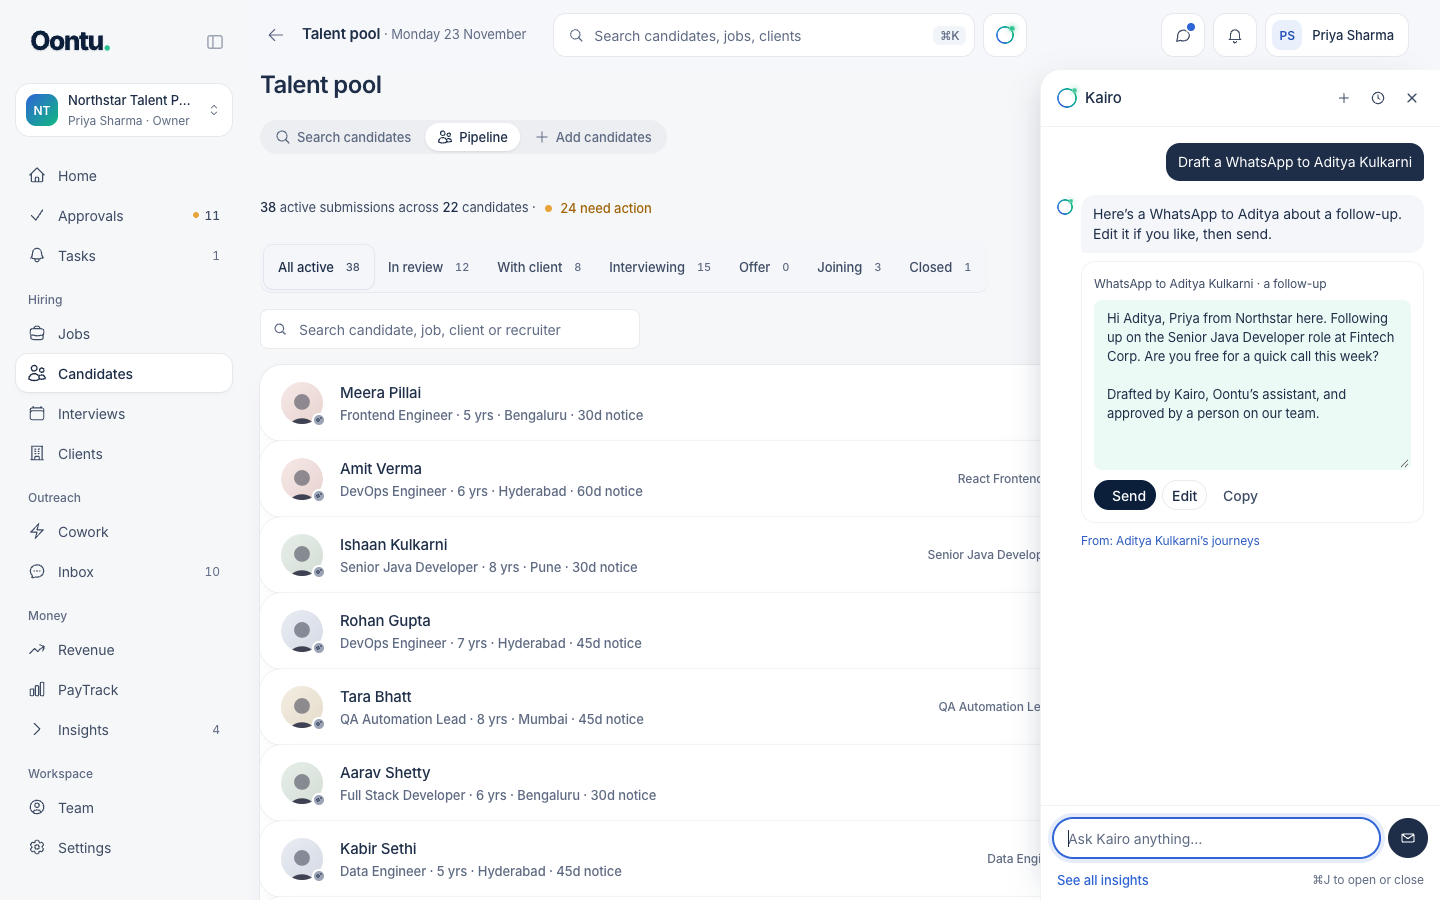 Oontu.
NT
Northstar Talent P...
Priya Sharma · Owner
Home
Approvals 11
Tasks 1
Hiring
Jobs
Candidates
Interviews
Clients
Outreach
Cowork
Inbox 10
Money
Revenue
PayTrack
Insights 4
Workspace
Team
Settings
Talent pool · Monday 23 November
Search candidates, jobs, clients ⌘K
PS Priya Sharma
Talent pool
Search candidates
Pipeline
Add candidates
38 active submissions across 22 candidates · 24 need action
All active 38 In review 12 With client 8 Interviewing 15 Offer 0 Joining 3 Closed 1
Search candidate, job, client or recruiter
Meera Pillai
Frontend Engineer · 5 yrs · Bengaluru · 30d notice
Amit Verma
DevOps Engineer · 6 yrs · Hyderabad · 60d notice
React Frontend
Ishaan Kulkarni
Senior Java Developer · 8 yrs · Pune · 30d notice
Senior Java Develop
Rohan Gupta
DevOps Engineer · 7 yrs · Hyderabad · 45d notice
Tara Bhatt
QA Automation Lead · 8 yrs · Mumbai · 45d notice
QA Automation Le
Aarav Shetty
Full Stack Developer · 6 yrs · Bengaluru · 30d notice
Kabir Sethi
Data Engineer · 5 yrs · Hyderabad · 45d notice
Data Engi
Kairo
Draft a WhatsApp to Aditya Kulkarni
Here's a WhatsApp to Aditya about a follow-up.
Edit it if you like, then send.
WhatsApp to Aditya Kulkarni · a follow-up
Hi Aditya, Priya from Northstar here. Following
up on the Senior Java Developer role at Fintech
Corp. Are you free for a quick call this week?
Drafted by Kairo, Oontu's assistant, and
approved by a person on our team.
Send Edit Copy
From: Aditya Kulkarni's journeys
Ask Kairo anything...
See all insights ⌘J to open or close